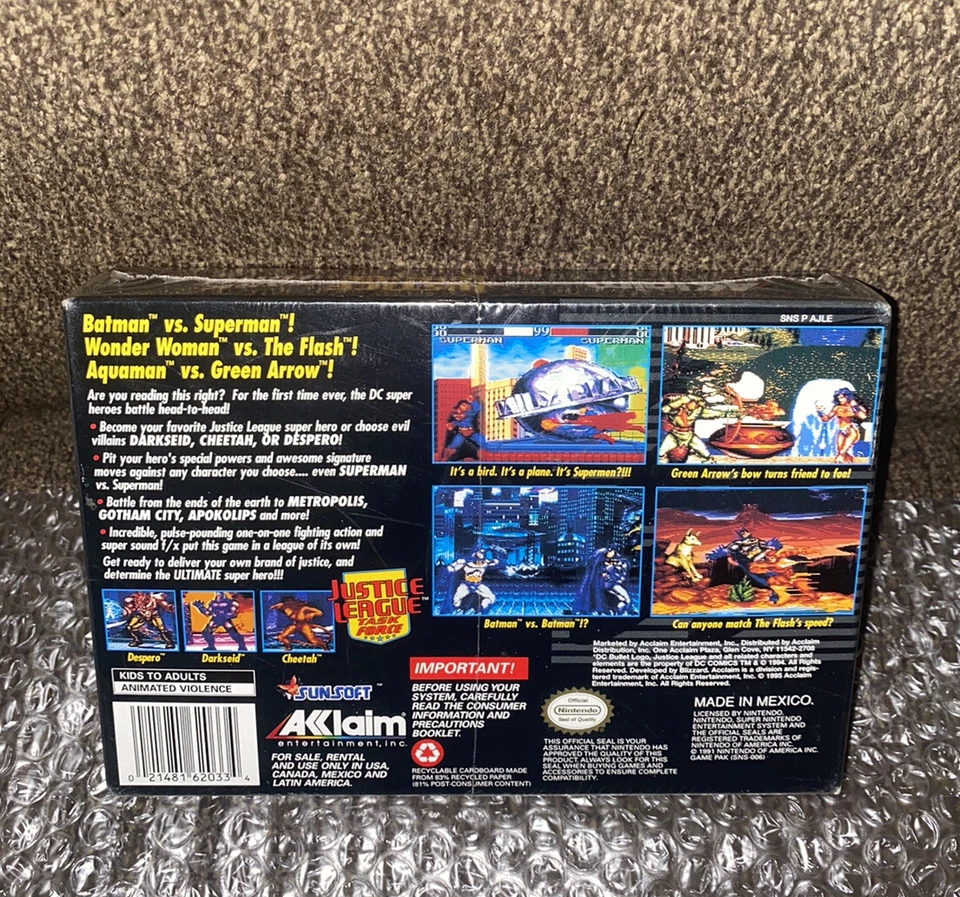 SNS P AJLE
Batman™ vs. Superman™!
Wonder Woman™ vs. The Flash™!
Aquaman™ vs. Green Arrow™!
Are you reading this right? For the first time ever, the DC super
heroes battle head-to-head!
• Become your favorite Justice League super hero or choose evil
villains DARKSEID, CHEETAH, OR DESPERO!
• Pit your hero's special powers and awesome signature
moves against any character you choose.... even SUPERMAN
vs. Superman!
• Battle from the ends of the earth to METROPOLIS,
GOTHAM CITY, APOKOLIPS and more!
• Incredible, pulse-pounding one-on-one fighting action and
super sound f/x put this game in a league of its own!
Get ready to deliver your own brand of justice, and
determine the ULTIMATE super hero!!!
Despero™
Darkseid™
Cheetah™
JUSTICE
LEAGUE™
TASK
FORCE
99
SUPERMAN
SUPERMAN
It's a bird. It's a plane. It's Supermen?!!!
Green Arrow's bow turns friend to foe!
Batman™ vs. Batman™!?
Can anyone match The Flash's speed?
KIDS TO ADULTS
ANIMATED VIOLENCE
0 21481 62033 4
SUNSOFT™
AKKlaim®
entertainment, inc.
FOR SALE, RENTAL
AND USE ONLY IN USA,
CANADA, MEXICO AND
LATIN AMERICA.
IMPORTANT!
BEFORE USING YOUR
SYSTEM, CAREFULLY
READ THE CONSUMER
INFORMATION AND
PRECAUTIONS
BOOKLET.
RECYCLABLE CARDBOARD MADE
FROM 83% RECYCLED PAPER
(81% POST-CONSUMER CONTENT)
Official
Nintendo
Seal of Quality
THIS OFFICIAL SEAL IS YOUR
ASSURANCE THAT NINTENDO HAS
APPROVED THE QUALITY OF THIS
PRODUCT. ALWAYS LOOK FOR THIS
SEAL WHEN BUYING GAMES AND
ACCESSORIES TO ENSURE COMPLETE
COMPATIBILITY.
Marketed by Acclaim Entertainment, Inc. Distributed by Acclaim
Distribution, Inc. One Acclaim Plaza, Glen Cove, NY 11542-2708
*DC Bullet Logo, Justice League and all related characters and
elements are the property of DC COMICS TM & © 1994. All Rights
Reserved. Developed by Blizzard. Acclaim is a division and regis-
tered trademark of Acclaim Entertainment, Inc. © 1995 Acclaim
Entertainment, Inc. All Rights Reserved.
MADE IN MEXICO.
LICENSED BY NINTENDO.
NINTENDO, SUPER NINTENDO
ENTERTAINMENT SYSTEM AND
THE OFFICIAL SEALS ARE
REGISTERED TRADEMARKS OF
NINTENDO OF AMERICA INC.
© 1991 NINTENDO OF AMERICA INC.
GAME PAK (SNS-006)